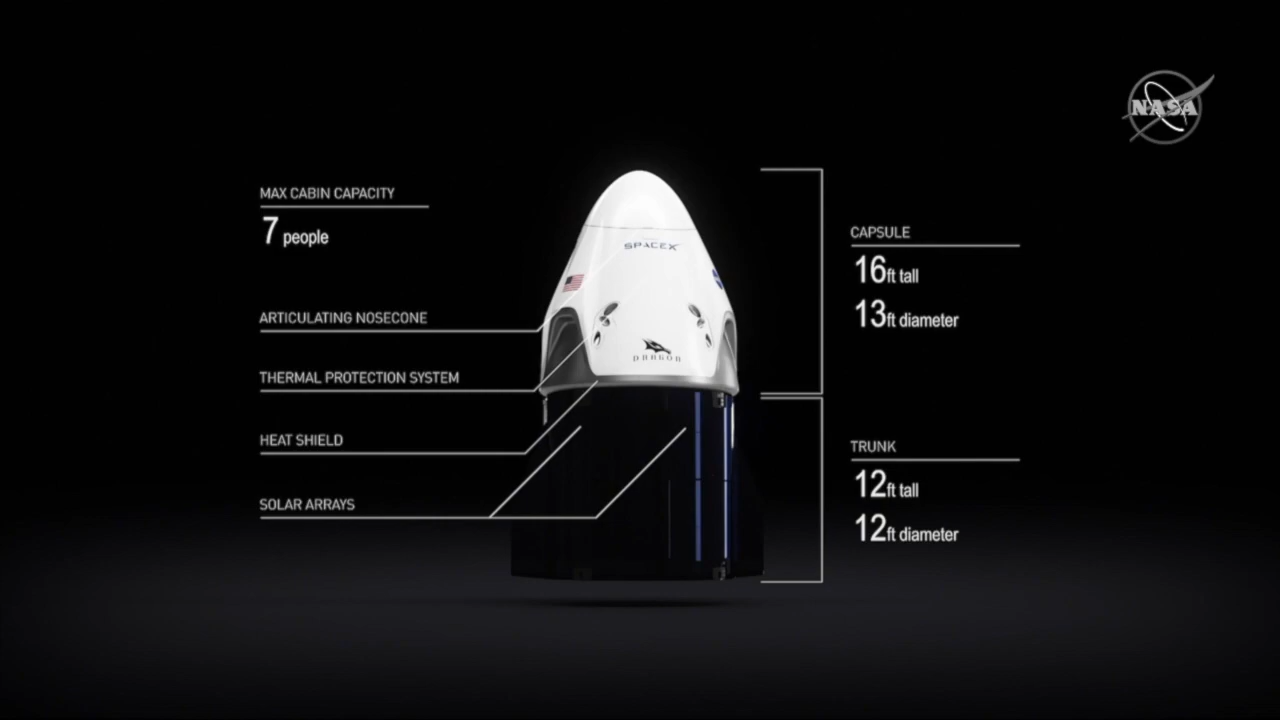 NASA
MAX CABIN CAPACITY
7 people
ARTICULATING NOSECONE
THERMAL PROTECTION SYSTEM
HEAT SHIELD
SOLAR ARRAYS
SPACEX
DRAGON
CAPSULE
16ft tall
13ft diameter
TRUNK
12ft tall
12ft diameter